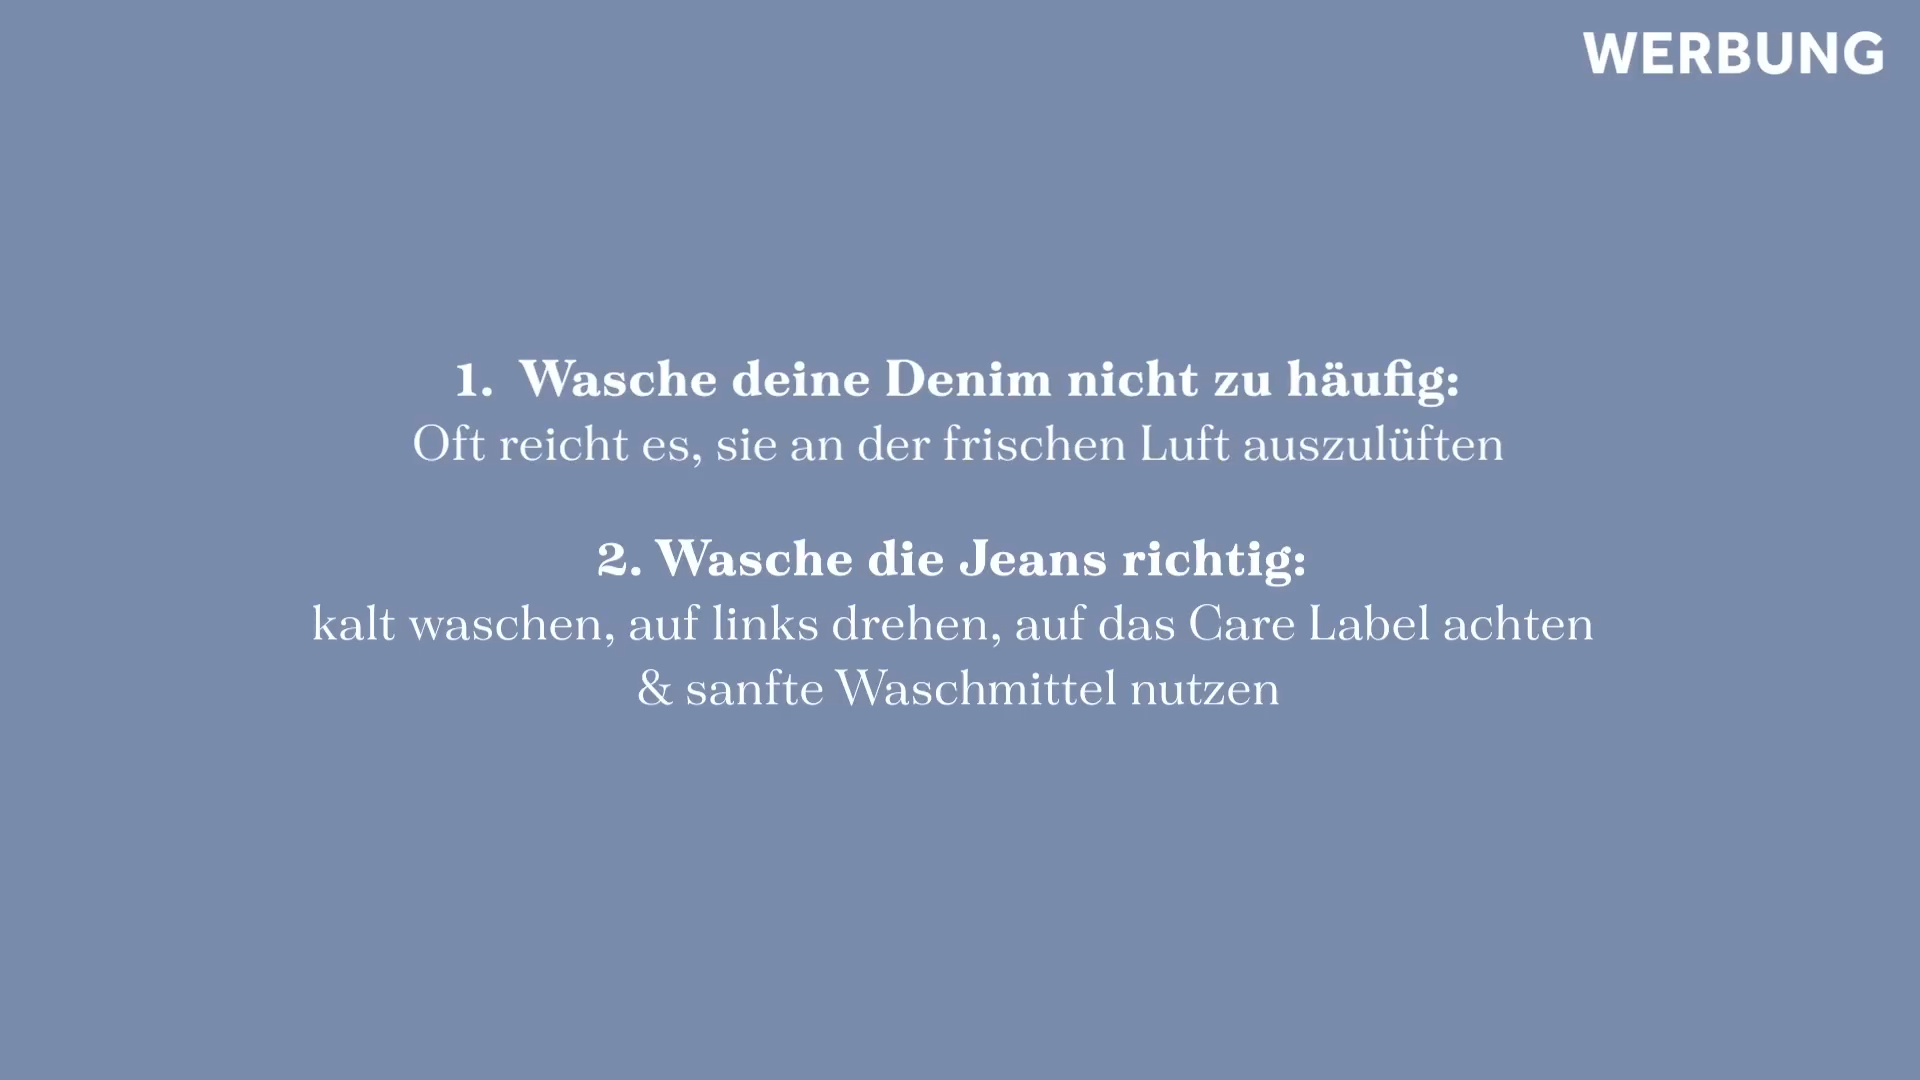 WERBUNG
1. Wasche deine Denim nicht zu häufig:
Oft reicht es, sie an der frischen Luft auszulüften
2. Wasche die Jeans richtig:
kalt waschen, auf links drehen, auf das Care Label achten
& sanfte Waschmittel nutzen